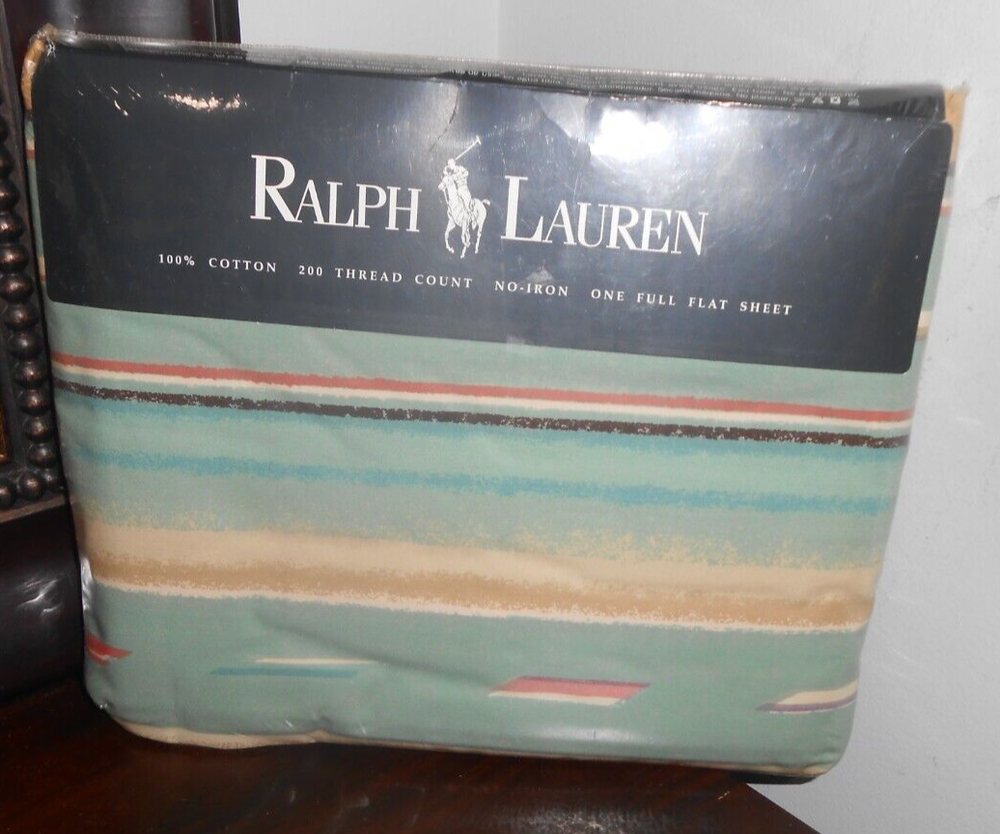 RALPH LAUREN
100% COTTON 200 THREAD COUNT NO-IRON ONE FULL FLAT SHEET